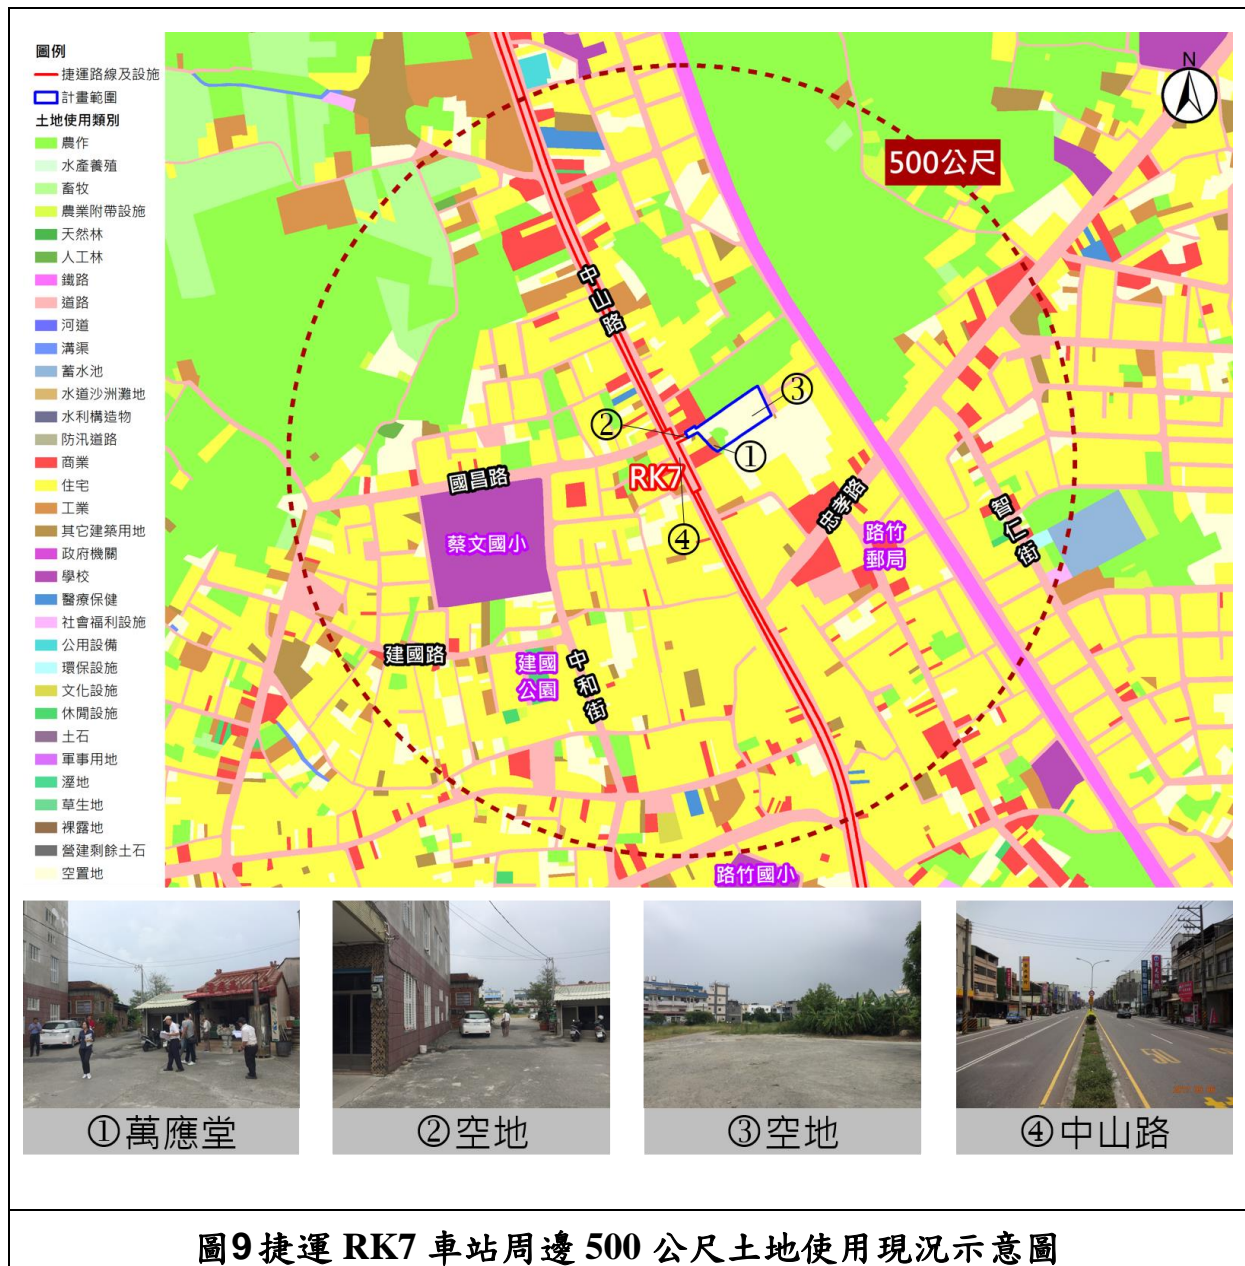 圖例
捷運路線及設施
計畫範圍
土地使用類別
農作
水產養殖
畜牧
農業附帶設施
天然林
人工林
鐵路
道路
河道
溝渠
蓄水池
水道沙洲灘地
水利構造物
防汛道路
商業
住宅
工業
其它建築用地
政府機關
學校
醫療保健
社會福利設施
公用設備
環保設施
文化設施
休閒設施
土石
軍事用地
溼地
草生地
裸露地
營建剩餘土石
空置地
N
500公尺
中山路
③
②
①
RK7
國昌路
④
忠孝路
智仁街
蔡文國小
路竹
郵局
建國路
建國
公園
中和街
路竹國小
①萬應堂
②空地
③空地
④中山路
圖9捷運 RK7 車站周邊 500 公尺土地使用現況示意圖